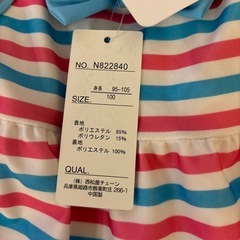 NO. N822840
身長 95-105
SIZE. 100
表地
ポリエステル 85%
ポリウレタン 15%
裏地
ポリエステル 100%
QUAL.
(株) 西松屋チェーン
兵庫県姫路市飾東町庄 266-1
中国製